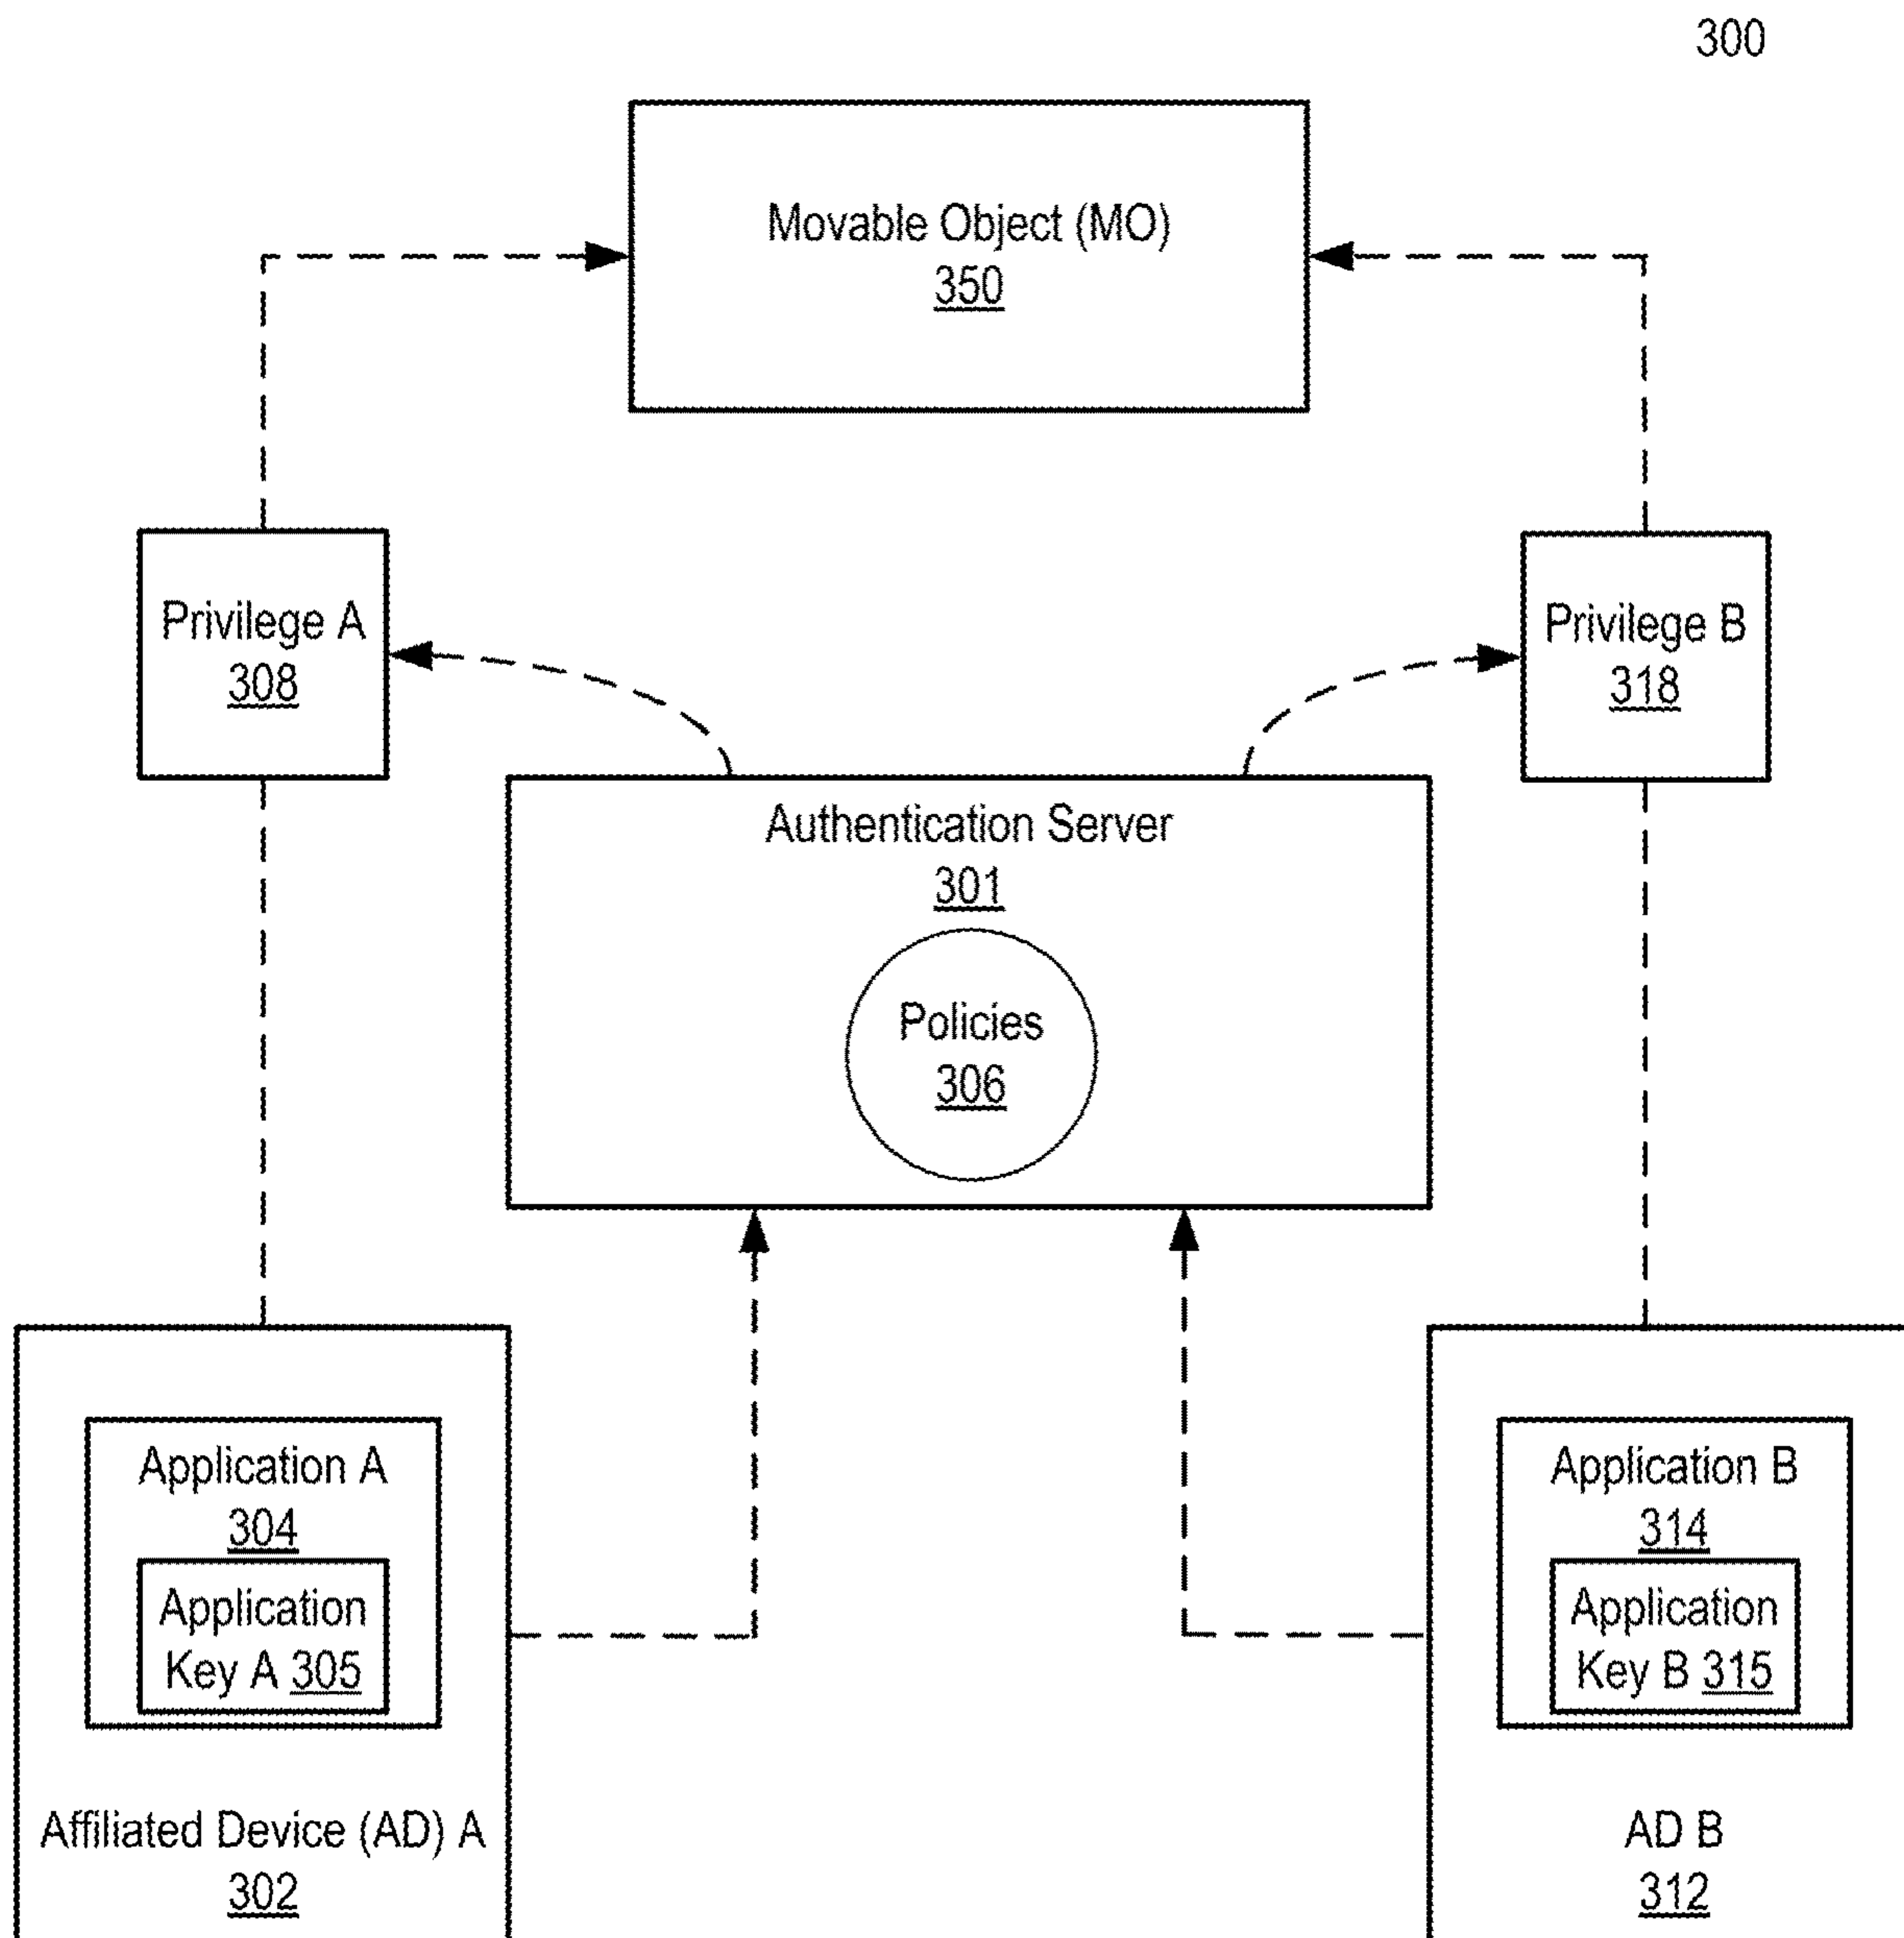 300
Movable Object (MO)
350
Privilege A
308
Privilege B
318
Authentication Server
301
Policies
306
Application A
304
Application
Key A 305
Affiliated Device (AD) A
302
Application B
314
Application
Key B 315
AD B
312